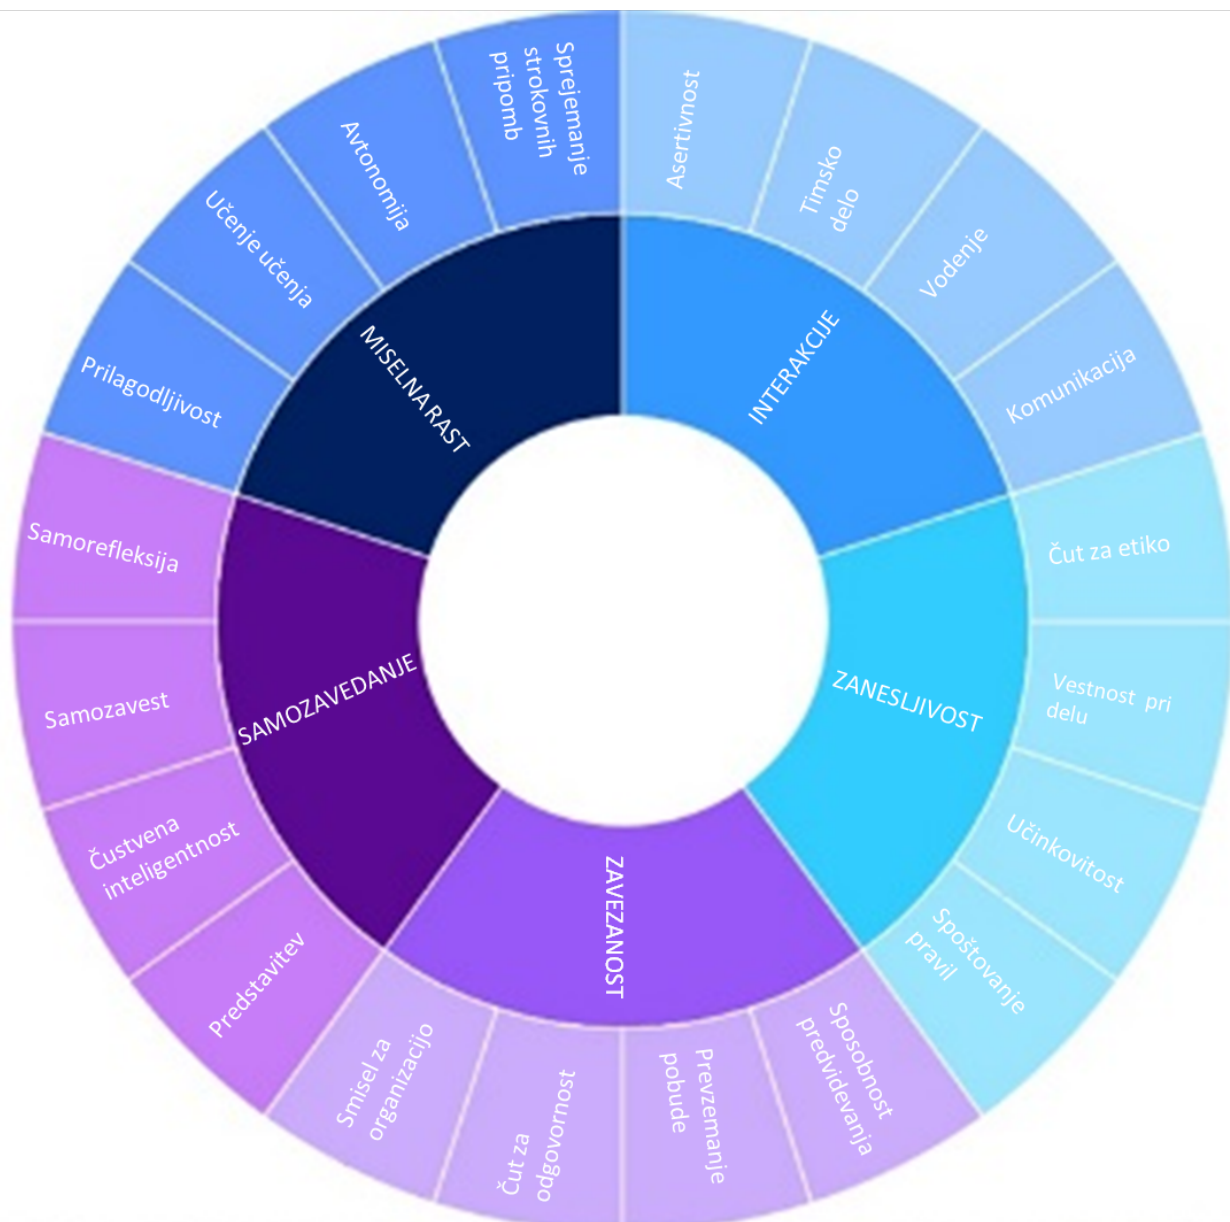 Sprejemanje
strokovnih
pripomb
Asertivnost
Timsko
delo
Vodenje
Komunikacija
Čut za etiko
Vestnost pri
delu
Učinkovitost
Spoštovanje
pravil
Sposobnost
predvidevanja
Prevzemanje
pobude
Čut za
odgovornost
Smisel za
organizacijo
Predstavitev
Čustvena
inteligentnost
Samozavest
Samorefleksija
Prilagodljivost
Učenje učenja
Avtonomija
MISELNA RAST
INTERAKCIJE
ZANESLJIVOST
ZAVEZANOST
SAMOZAVEDANJE